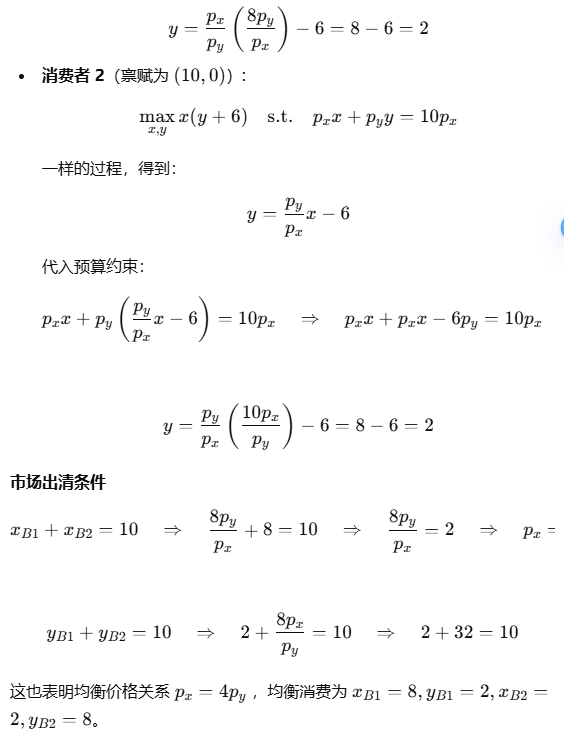 y = \frac{p_x}{p_y} \left( \frac{8p_y}{p_x} \right) - 6 = 8 - 6 = 2
• 消费者 2（禀赋为 (10, 0)）：
\max_{x,y} x(y + 6) \quad \text{s.t.} \quad p_x x + p_y y = 10p_x
一样的过程，得到：
y = \frac{p_y}{p_x} x - 6
代入预算约束：
p_x x + p_y \left( \frac{p_y}{p_x} x - 6 \right) = 10p_x \quad \Rightarrow \quad p_x x + p_x x - 6p_y = 10p_x
y = \frac{p_y}{p_x} \left( \frac{10p_x}{p_y} \right) - 6 = 8 - 6 = 2
市场出清条件
x_{B1} + x_{B2} = 10 \quad \Rightarrow \quad \frac{8p_y}{p_x} + 8 = 10 \quad \Rightarrow \quad \frac{8p_y}{p_x} = 2 \quad \Rightarrow \quad p_x =
y_{B1} + y_{B2} = 10 \quad \Rightarrow \quad 2 + \frac{8p_x}{p_y} = 10 \quad \Rightarrow \quad 2 + 32 = 10
这也表明均衡价格关系 p_x = 4p_y ，均衡消费为 x_{B1} = 8, y_{B1} = 2, x_{B2} =
2, y_{B2} = 8。